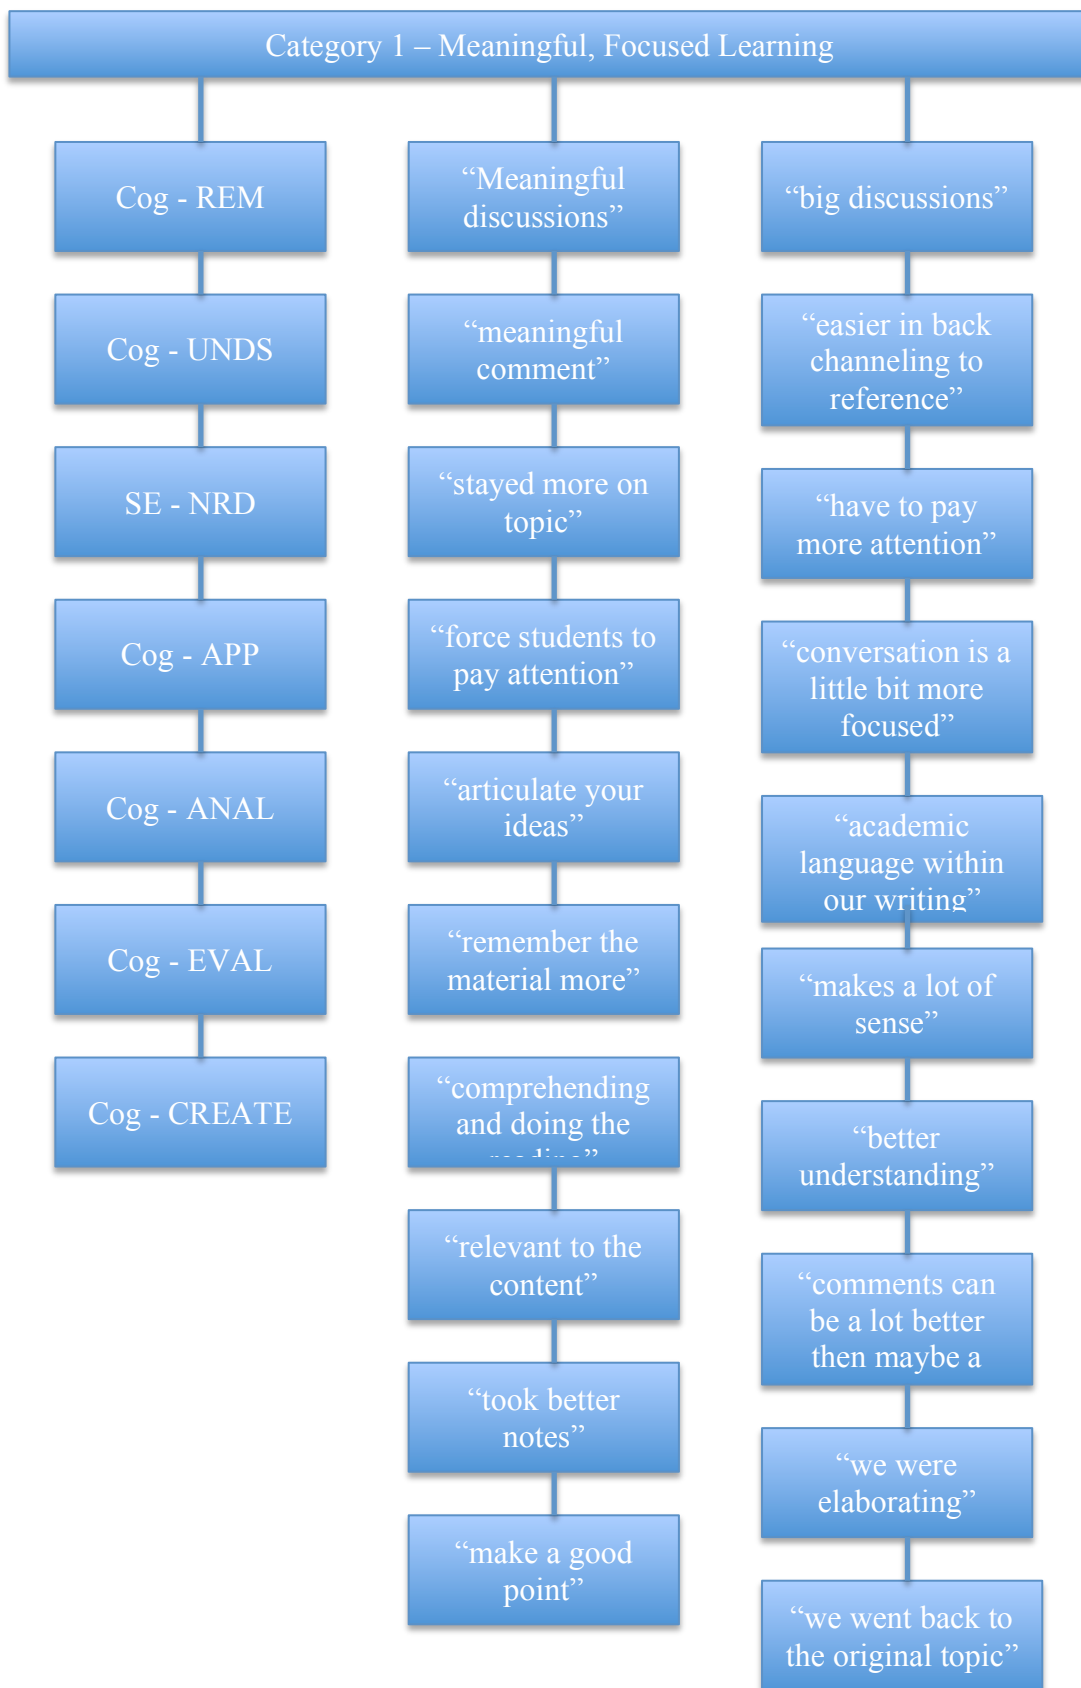 Category 1 – Meaningful, Focused Learning
Cog - REM
Cog - UNDS
SE - NRD
Cog - APP
Cog - ANAL
Cog - EVAL
Cog - CREATE
“Meaningful
discussions”
“meaningful
comment”
“stayed more on
topic”
“force students to
pay attention”
“articulate your
ideas”
“remember the
material more”
“comprehending
and doing the
reading”
“relevant to the
content”
“took better
notes”
“make a good
point”
“big discussions”
“easier in back
channeling to
reference”
“have to pay
more attention”
“conversation is a
little bit more
focused”
“academic
language within
our writing”
“makes a lot of
sense”
“better
understanding”
“comments can
be a lot better
then maybe a
“we were
elaborating”
“we went back to
the original topic”